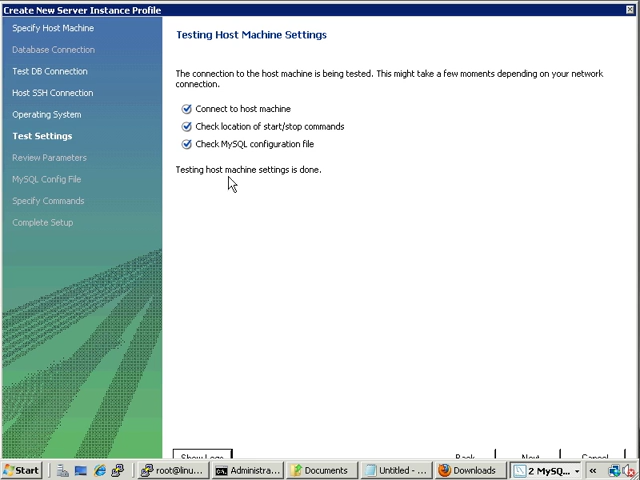 Create New Server Instance Profile
Specify Host Machine
Database Connection
Test DB Connection
Host SSH Connection
Operating System
Test Settings
Review Parameters
MySQL Config File
Specify Commands
Complete Setup
Testing Host Machine Settings
The connection to the host machine is being tested. This might take a few moments depending on your network
connection.
Connect to host machine
Check location of start/stop commands
Check MySQL configuration file
Testing host machine settings is done.
Show Logs Back Next Cancel
Start root@linu... Administra... Documents Untitled - ... Downloads 2 MySQ... «